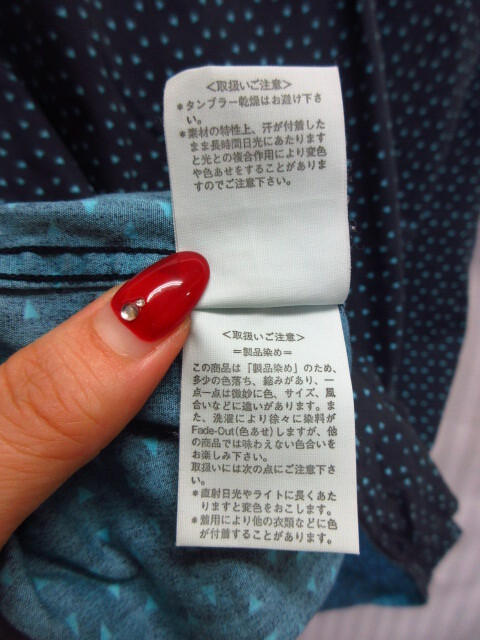 <取扱いご注意>
*タンブラー乾燥はお避け下さ
い。
*素材の特性上、汗が付着した
まま長時間日光にあたります
と光との複合作用により変色
や色あせをすることがありま
すのでご注意下さい。
<取扱いご注意>
=製品染め=
この商品は「製品染め」のため、
多少の色落ち、縮みがあり、一
点一点は微妙に色、サイズ、風
合いなどに違いがあります。ま
た、洗濯により徐々に染料が
Fade-Out(色あせ)しますが、他
の商品では味わえない色合いを
お楽しみ下さい。
取扱いには次の点にご注意下さ
い。
*直射日光やライトに長くあた
りますと変色をおこします。
*着用により他の衣類などに色
が付着することがあります。